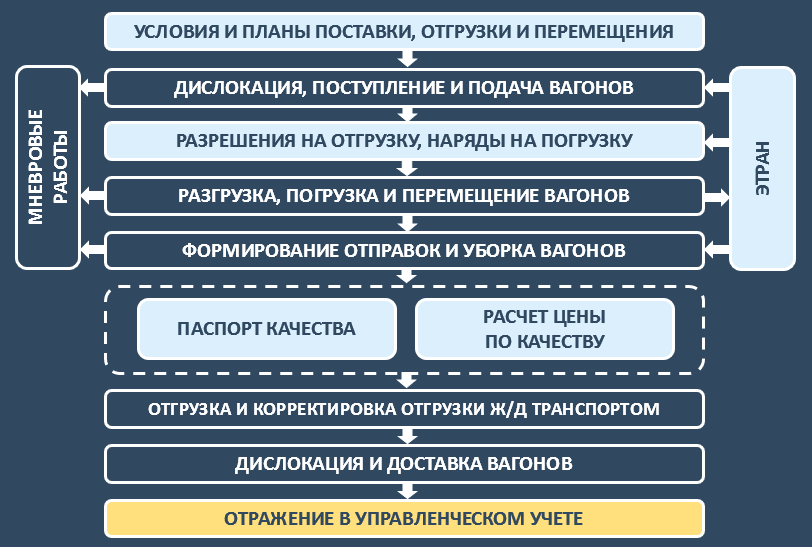 УСЛОВИЯ И ПЛАНЫ ПОСТАВКИ, ОТГРУЗКИ И ПЕРЕМЕЩЕНИЯ
ДИСЛОКАЦИЯ, ПОСТУПЛЕНИЕ И ПОДАЧА ВАГОНОВ
РАЗРЕШЕНИЯ НА ОТГРУЗКУ, НАРЯДЫ НА ПОГРУЗКУ
МНЕВРОВЫЕ
РАБОТЫ
ЭТРАН
РАЗГРУЗКА, ПОГРУЗКА И ПЕРЕМЕЩЕНИЕ ВАГОНОВ
ФОРМИРОВАНИЕ ОТПРАВОК И УБОРКА ВАГОНОВ
ПАСПОРТ КАЧЕСТВА
РАСЧЕТ ЦЕНЫ
ПО КАЧЕСТВУ
ОТГРУЗКА И КОРРЕКТИРОВКА ОТГРУЗКИ Ж/Д ТРАНСПОРТОМ
ДИСЛОКАЦИЯ И ДОСТАВКА ВАГОНОВ
ОТРАЖЕНИЕ В УПРАВЛЕНЧЕСКОМ УЧЕТЕ